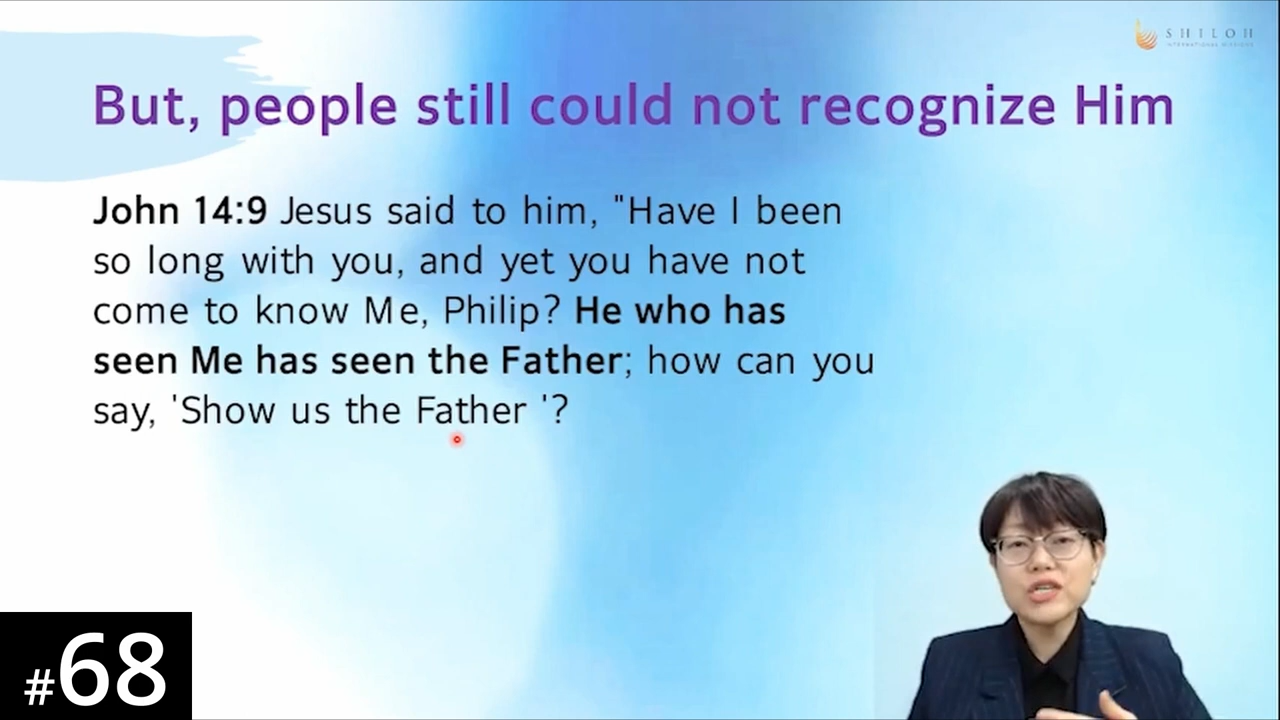 SHILOH
INTERNATIONAL MISSIONS
But, people still could not recognize Him
John 14:9 Jesus said to him, "Have I been
so long with you, and yet you have not
come to know Me, Philip? He who has
seen Me has seen the Father; how can you
say, 'Show us the Father '?
#68